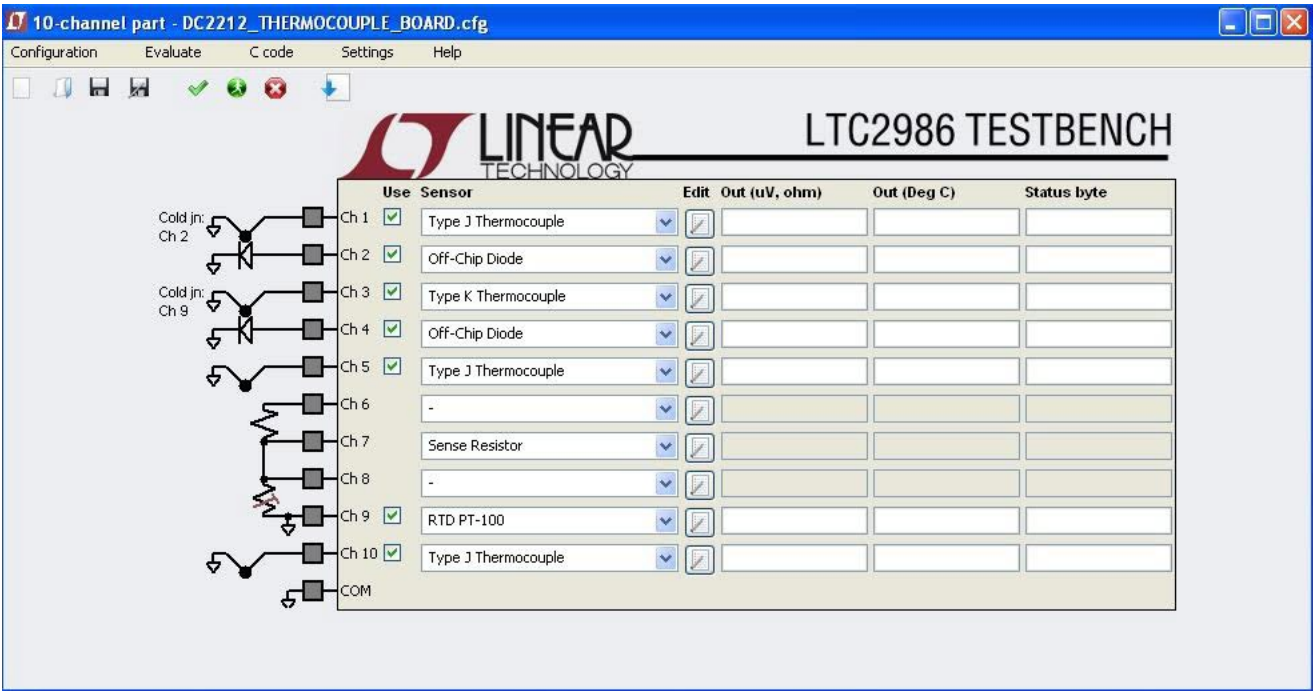 10-channel part - DC2212_THERMOCOUPLE_BOARD.cfg
Configuration Evaluate C code Settings Help
LINEAR TECHNOLOGY
LTC2986 TESTBENCH
Use Sensor Edit Out (uV, ohm) Out (Deg C) Status byte
Cold jn: Ch 2
Ch 1 Type J Thermocouple
Ch 2 Off-Chip Diode
Cold jn: Ch 9
Ch 3 Type K Thermocouple
Ch 4 Off-Chip Diode
Ch 5 Type J Thermocouple
Ch 6 -
Ch 7 Sense Resistor
Ch 8 -
Ch 9 RTD PT-100
Ch 10 Type J Thermocouple
COM